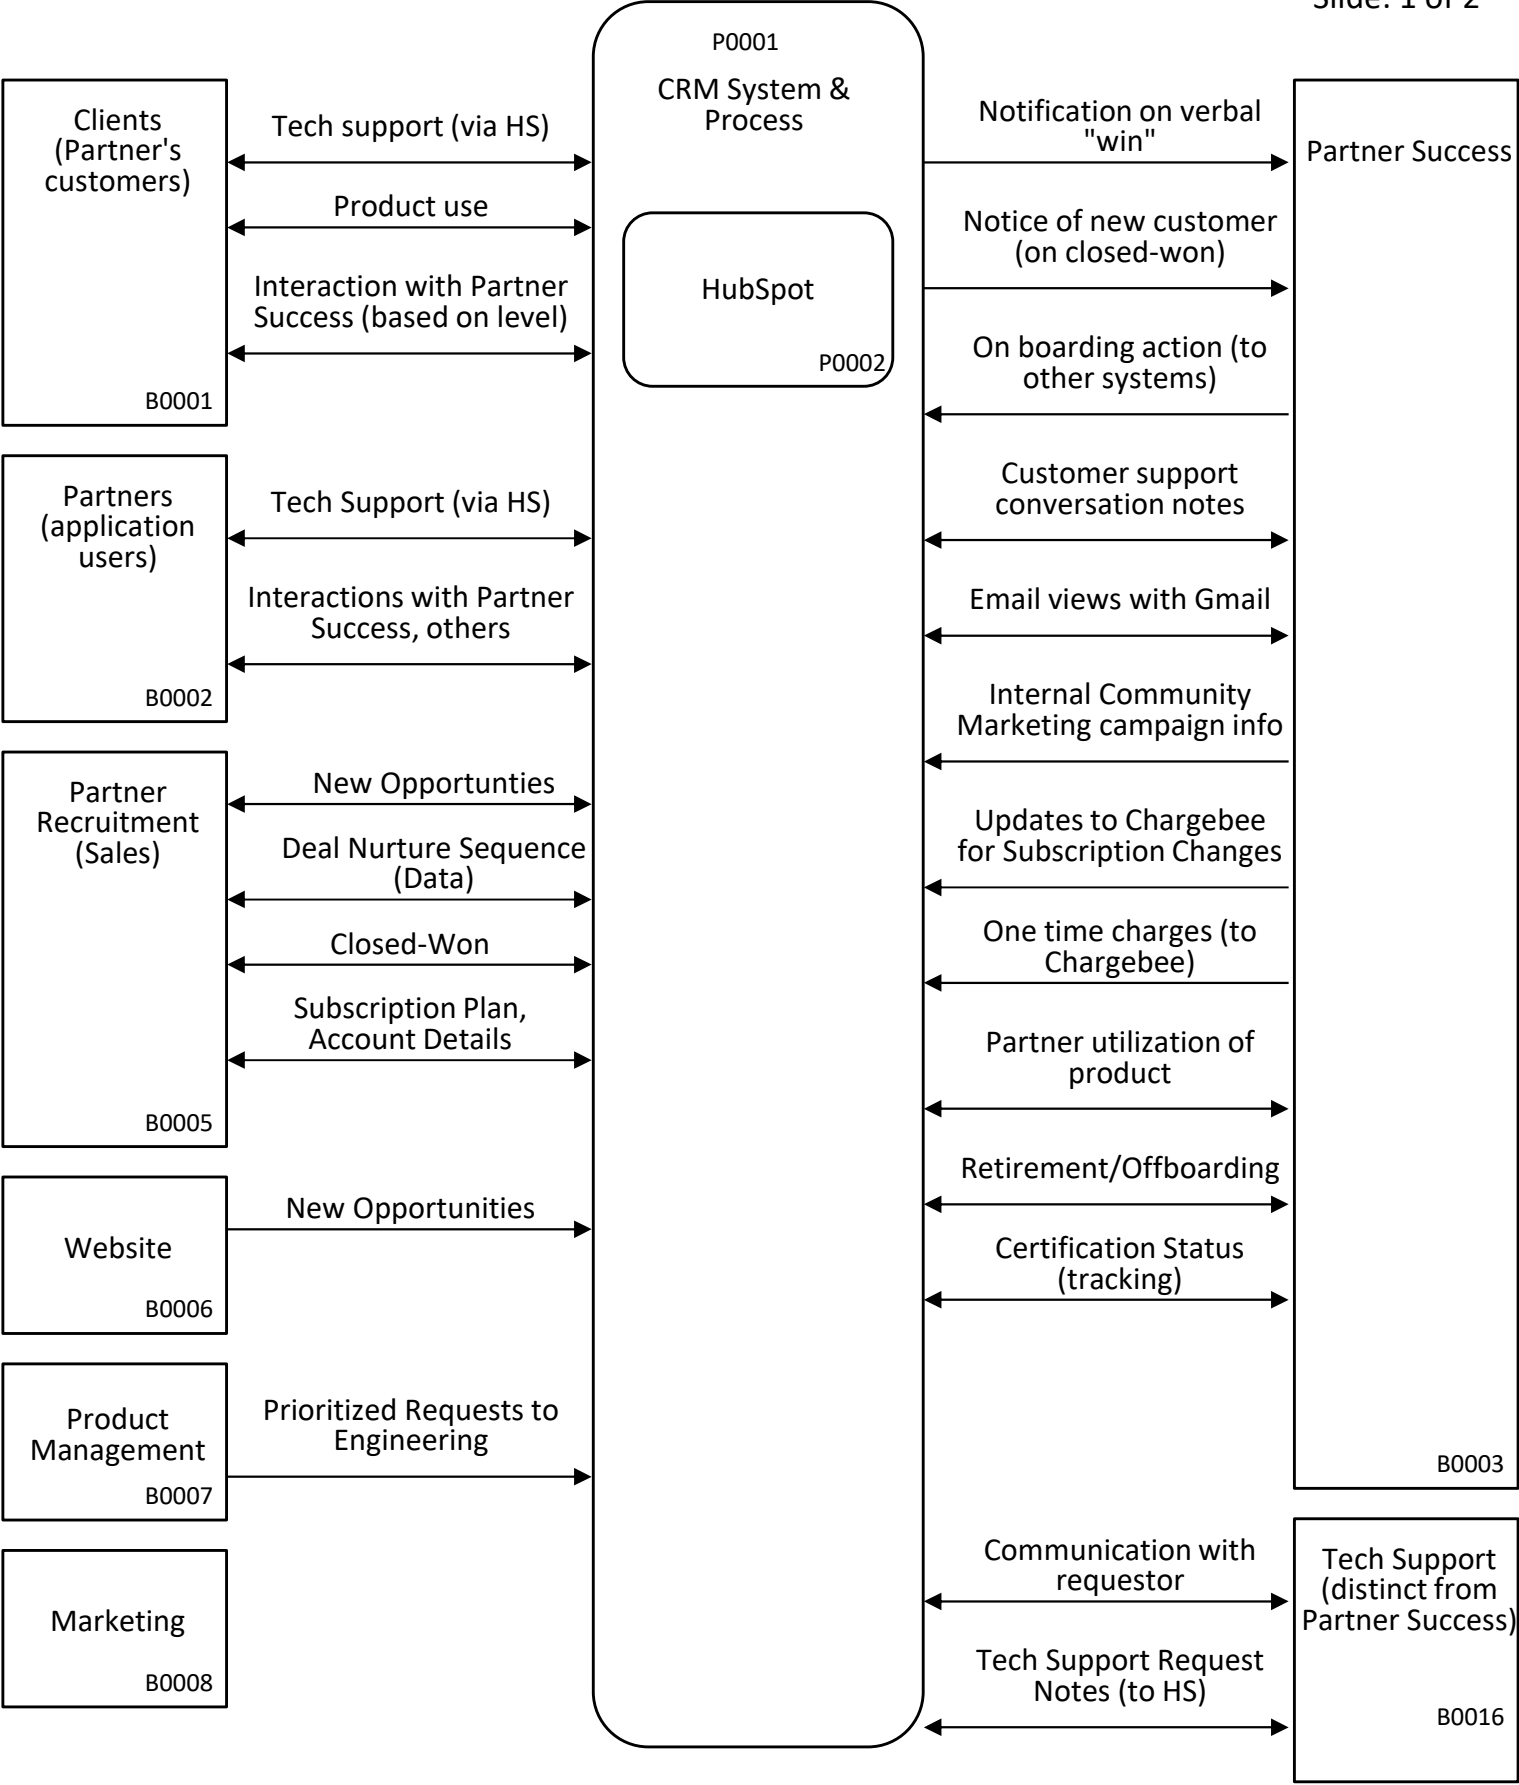 Slide: 1 of 2
P0001
CRM System &
Process
HubSpot
P0002
Clients
(Partner's
customers)
B0001
Tech support (via HS)
Product use
Interaction with Partner
Success (based on level)
Partners
(application
users)
B0002
Tech Support (via HS)
Interactions with Partner
Success, others
Partner
Recruitment
(Sales)
B0005
New Opportunties
Deal Nurture Sequence
(Data)
Closed-Won
Subscription Plan,
Account Details
Website
B0006
New Opportunities
Product
Management
B0007
Prioritized Requests to
Engineering
Marketing
B0008
Notification on verbal
"win"
Notice of new customer
(on closed-won)
On boarding action (to
other systems)
Customer support
conversation notes
Email views with Gmail
Internal Community
Marketing campaign info
Updates to Chargebee
for Subscription Changes
One time charges (to
Chargebee)
Partner utilization of
product
Retirement/Offboarding
Certification Status
(tracking)
Partner Success
B0003
Communication with
requestor
Tech Support Request
Notes (to HS)
Tech Support
(distinct from
Partner Success)
B0016